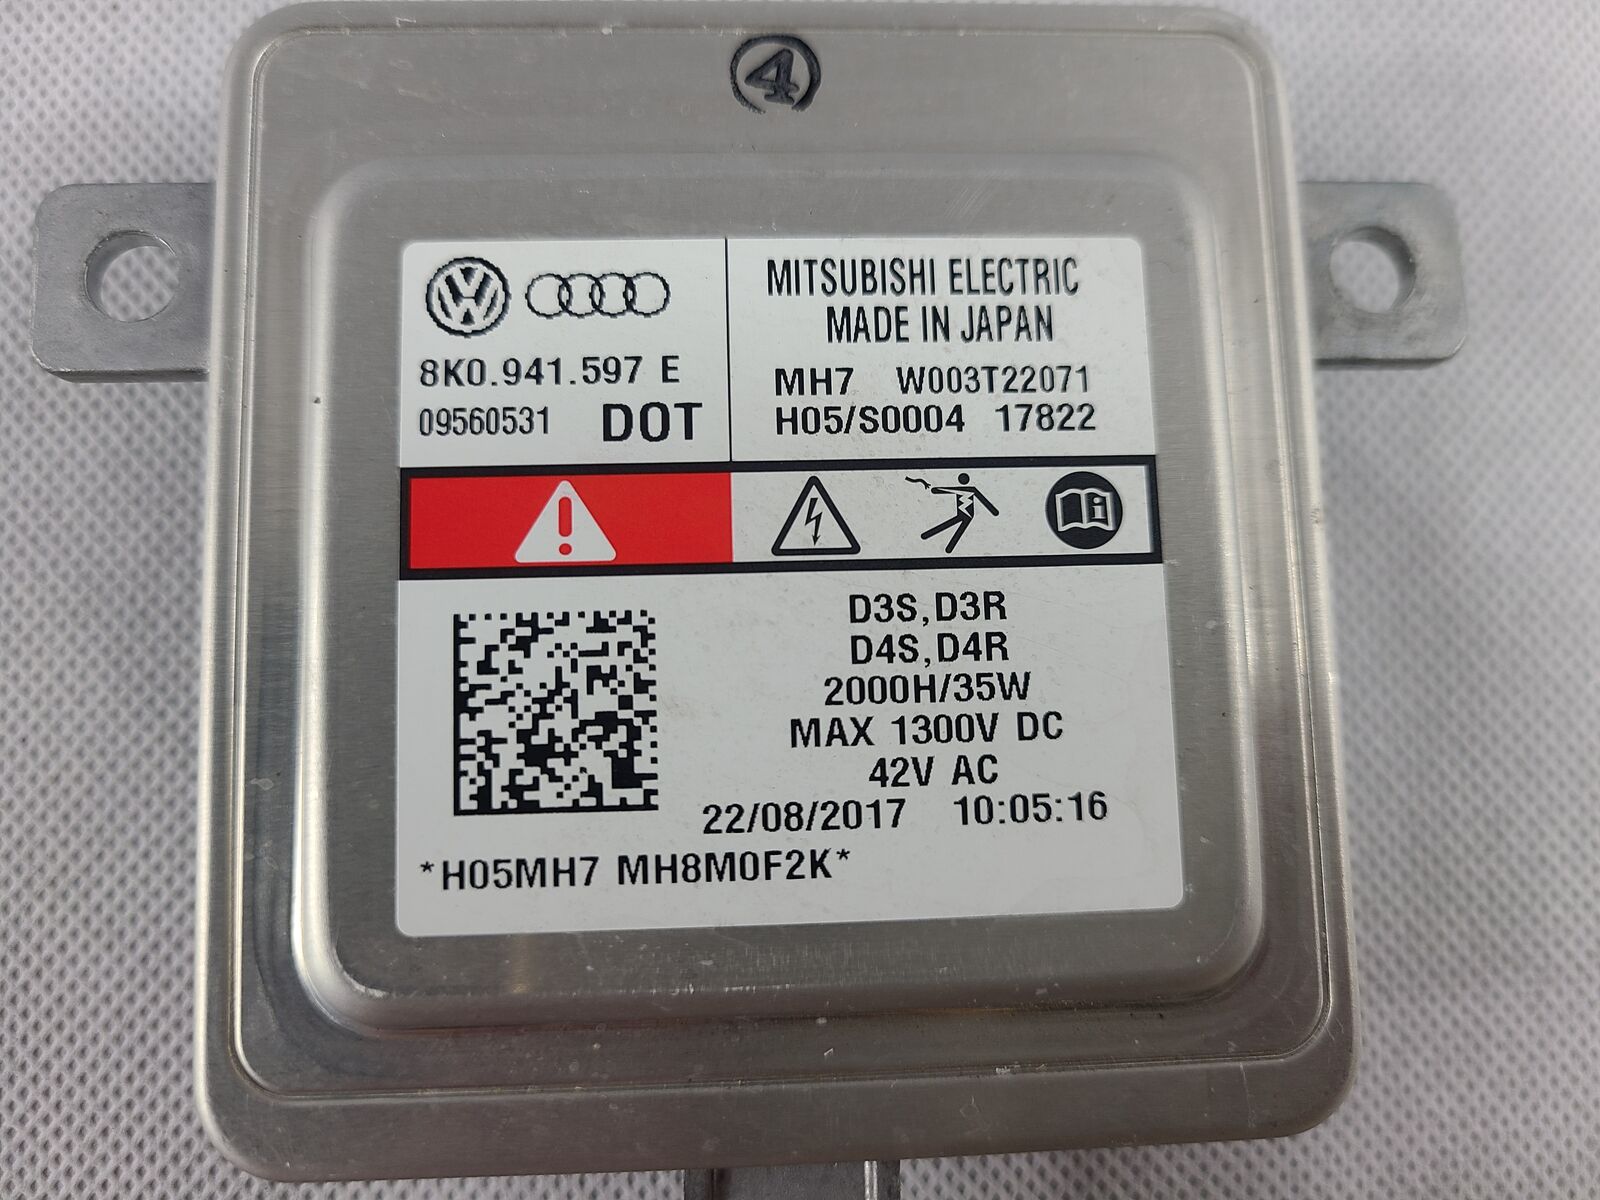 4
8K0.941.597 E
09560531 DOT
MITSUBISHI ELECTRIC
MADE IN JAPAN
MH7 W003T22071
H05/S0004 17822
D3S,D3R
D4S,D4R
2000H/35W
MAX 1300V DC
42V AC
22/08/2017 10:05:16
*H05MH7 MH8M0F2K*